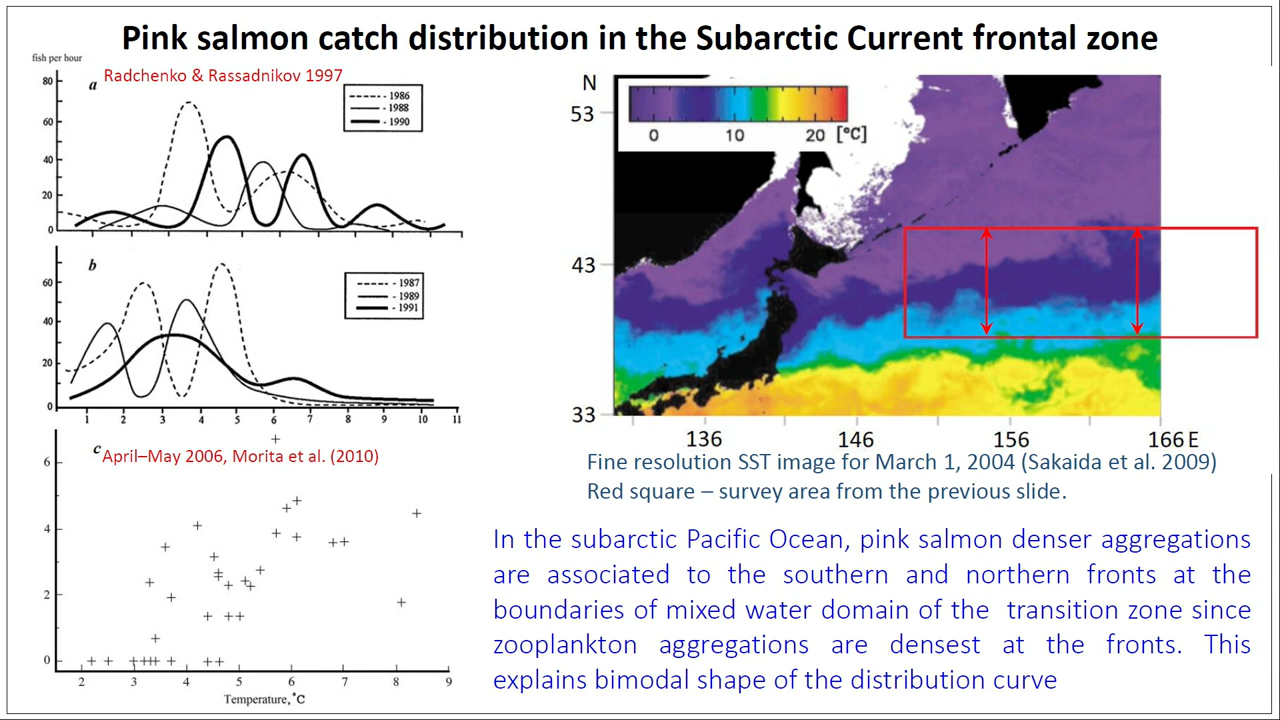 Pink salmon catch distribution in the Subarctic Current frontal zone
fish per hour
Radchenko & Rassadnikov 1997
a
80
60
40
20
0
- 1986
- 1988
- 1990
b
60
40
20
0
- 1987
- 1989
- 1991
1 2 3 4 5 6 7 8 9 10 11
c
April–May 2006, Morita et al. (2010)
6
4
2
0
2 3 4 5 6 7 8 9
Temperature, °C
N
53
43
33
0 10 20 [°C]
136 146 156 166 E
Fine resolution SST image for March 1, 2004 (Sakaida et al. 2009)
Red square – survey area from the previous slide.
In the subarctic Pacific Ocean, pink salmon denser aggregations
are associated to the southern and northern fronts at the
boundaries of mixed water domain of the transition zone since
zooplankton aggregations are densest at the fronts. This
explains bimodal shape of the distribution curve